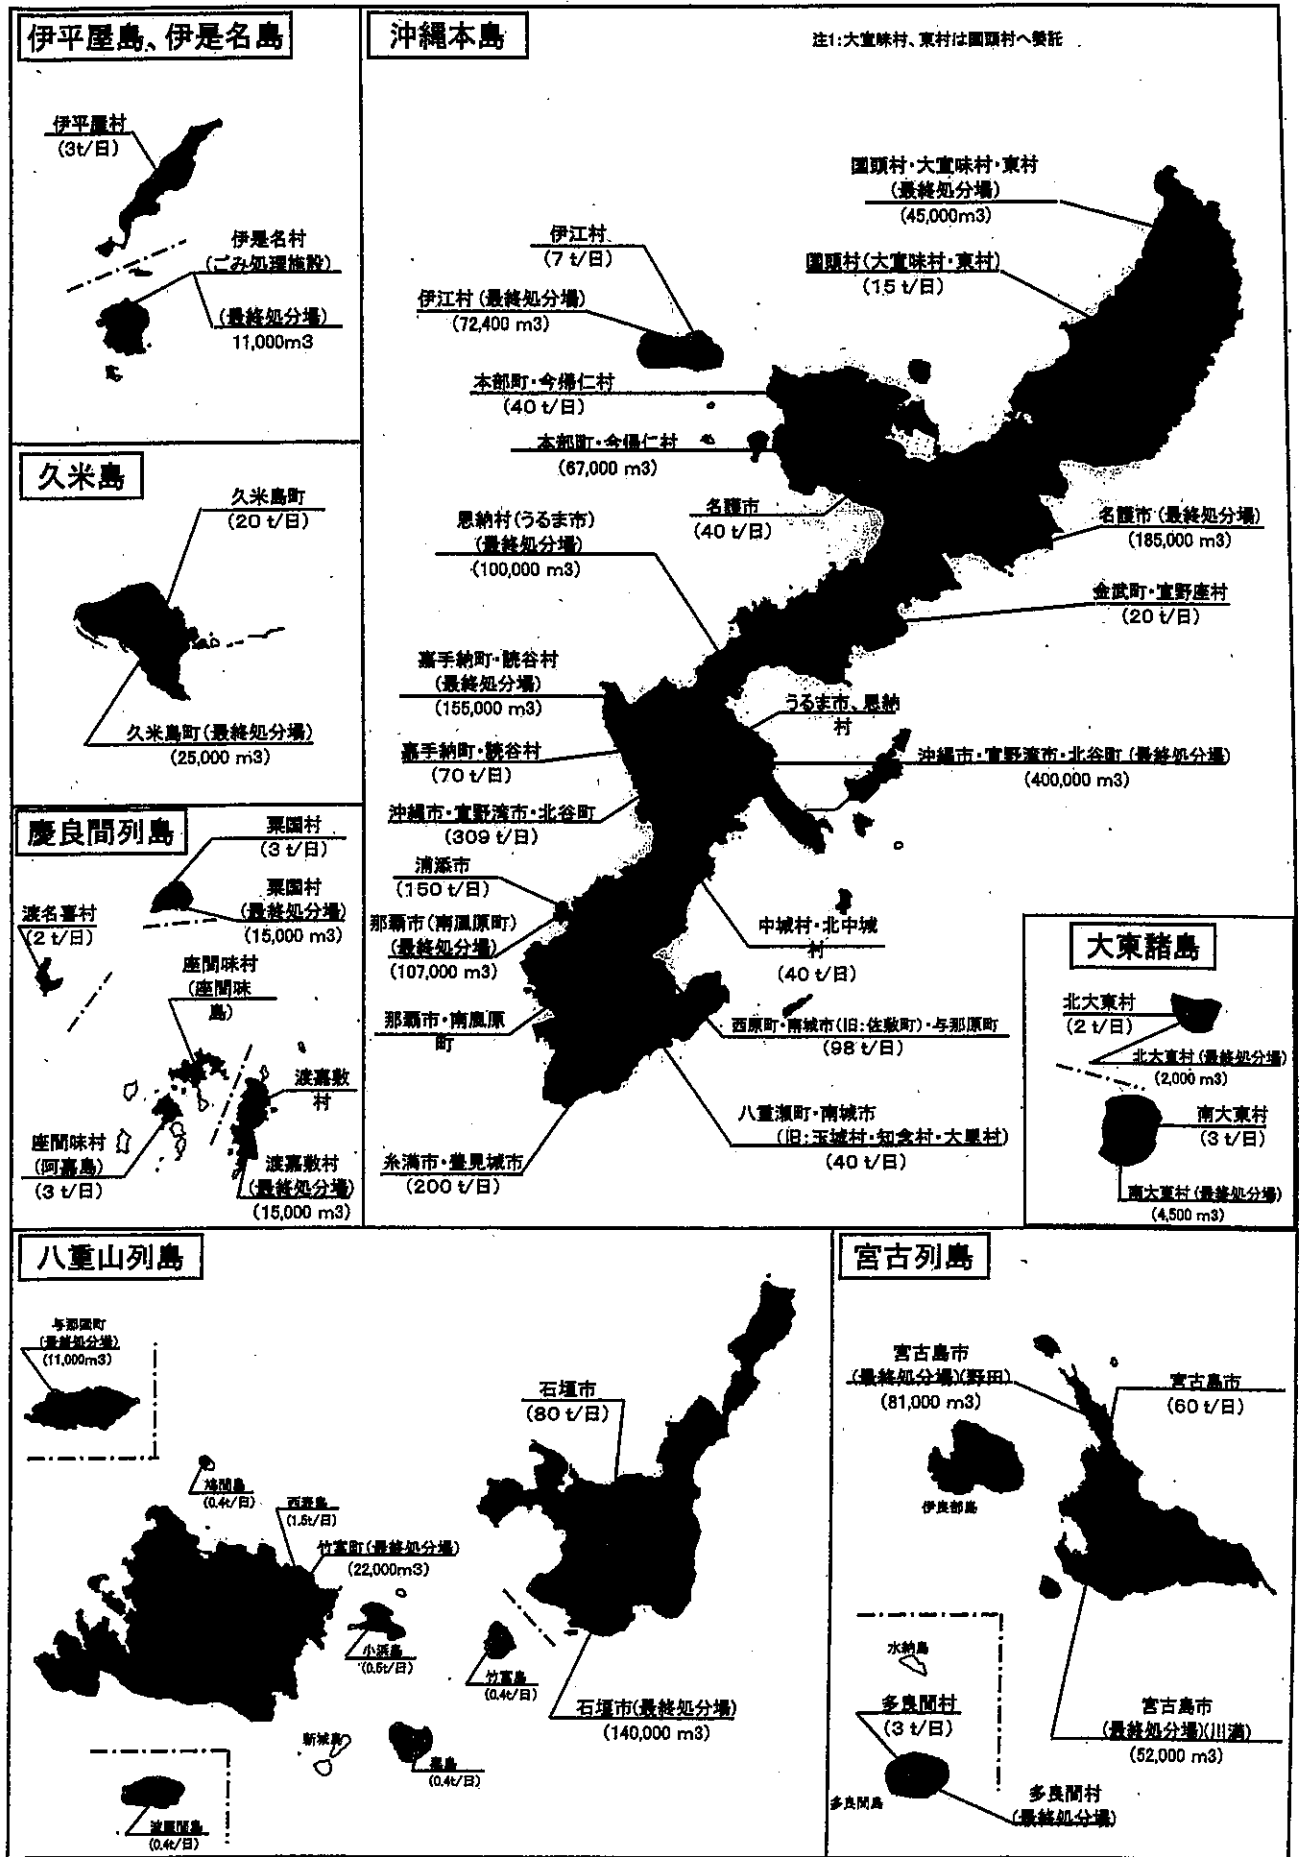 伊平屋島、伊是名島
伊平屋村
(3t/日)
伊是名村
(ごみ処理施設)
(最終処分場)
11,000m3
久米島
久米島町
(20 t/日)
久米島町(最終処分場)
(25,000 m3)
慶良間列島
粟国村
(3 t/日)
粟国村
(最終処分場)
(15,000 m3)
渡名喜村
(2 t/日)
座間味村
(座間味
島)
渡嘉敷
村
座間味村
(阿嘉島)
(3 t/日)
渡嘉敷村
(最終処分場)
(15,000 m3)
沖縄本島
注1:大宜味村、東村は国頭村へ委託
国頭村・大宜味村・東村
(最終処分場)
(45,000m3)
国頭村(大宜味村・東村)
(15 t/日)
伊江村
(7 t/日)
伊江村(最終処分場)
(72,400 m3)
本部町・今帰仁村
(40 t/日)
本部町・今帰仁村
(67,000 m3)
名護市
(40 t/日)
恩納村(うるま市)
(最終処分場)
(100,000 m3)
名護市(最終処分場)
(185,000 m3)
金武町・宜野座村
(20 t/日)
嘉手納町・読谷村
(最終処分場)
(155,000 m3)
うるま市、恩納
村
嘉手納町・読谷村
(70 t/日)
沖縄市・宜野湾市・北谷町(最終処分場)
(400,000 m3)
沖縄市・宜野湾市・北谷町
(309 t/日)
浦添市
(150 t/日)
那覇市(南風原町)
(最終処分場)
(107,000 m3)
中城村・北中城
村
(40 t/日)
那覇市・南風原
町
西原町・南城市(旧:佐敷町)・与那原町
(98 t/日)
八重瀬町・南城市
(旧:玉城村・知念村・大里村)
(40 t/日)
糸満市・豊見城市
(200 t/日)
大東諸島
北大東村
(2 t/日)
北大東村(最終処分場)
(2,000 m3)
南大東村
(3 t/日)
南大東村(最終処分場)
(4,500 m3)
八重山列島
与那国町
(最終処分場)
(11,000m3)
石垣市
(80 t/日)
鳩間島
(0.4t/日)
西表島
(1.5t/日)
竹富町(最終処分場)
(22,000m3)
小浜島
(0.5t/日)
竹富島
(0.4t/日)
石垣市(最終処分場)
(140,000 m3)
新城島
黒島
(0.4t/日)
波照間島
(0.4t/日)
宮古列島
宮古島市
(最終処分場)(野田)
(81,000 m3)
宮古島市
(60 t/日)
伊良部島
水納島
多良間村
(3 t/日)
多良間島
多良間村
(最終処分場)
宮古島市
(最終処分場)(川満)
(52,000 m3)